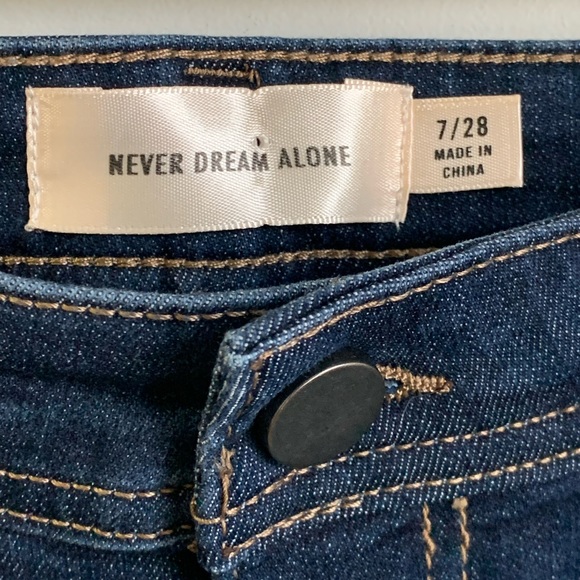 NEVER DREAM ALONE
7/28
MADE IN
CHINA